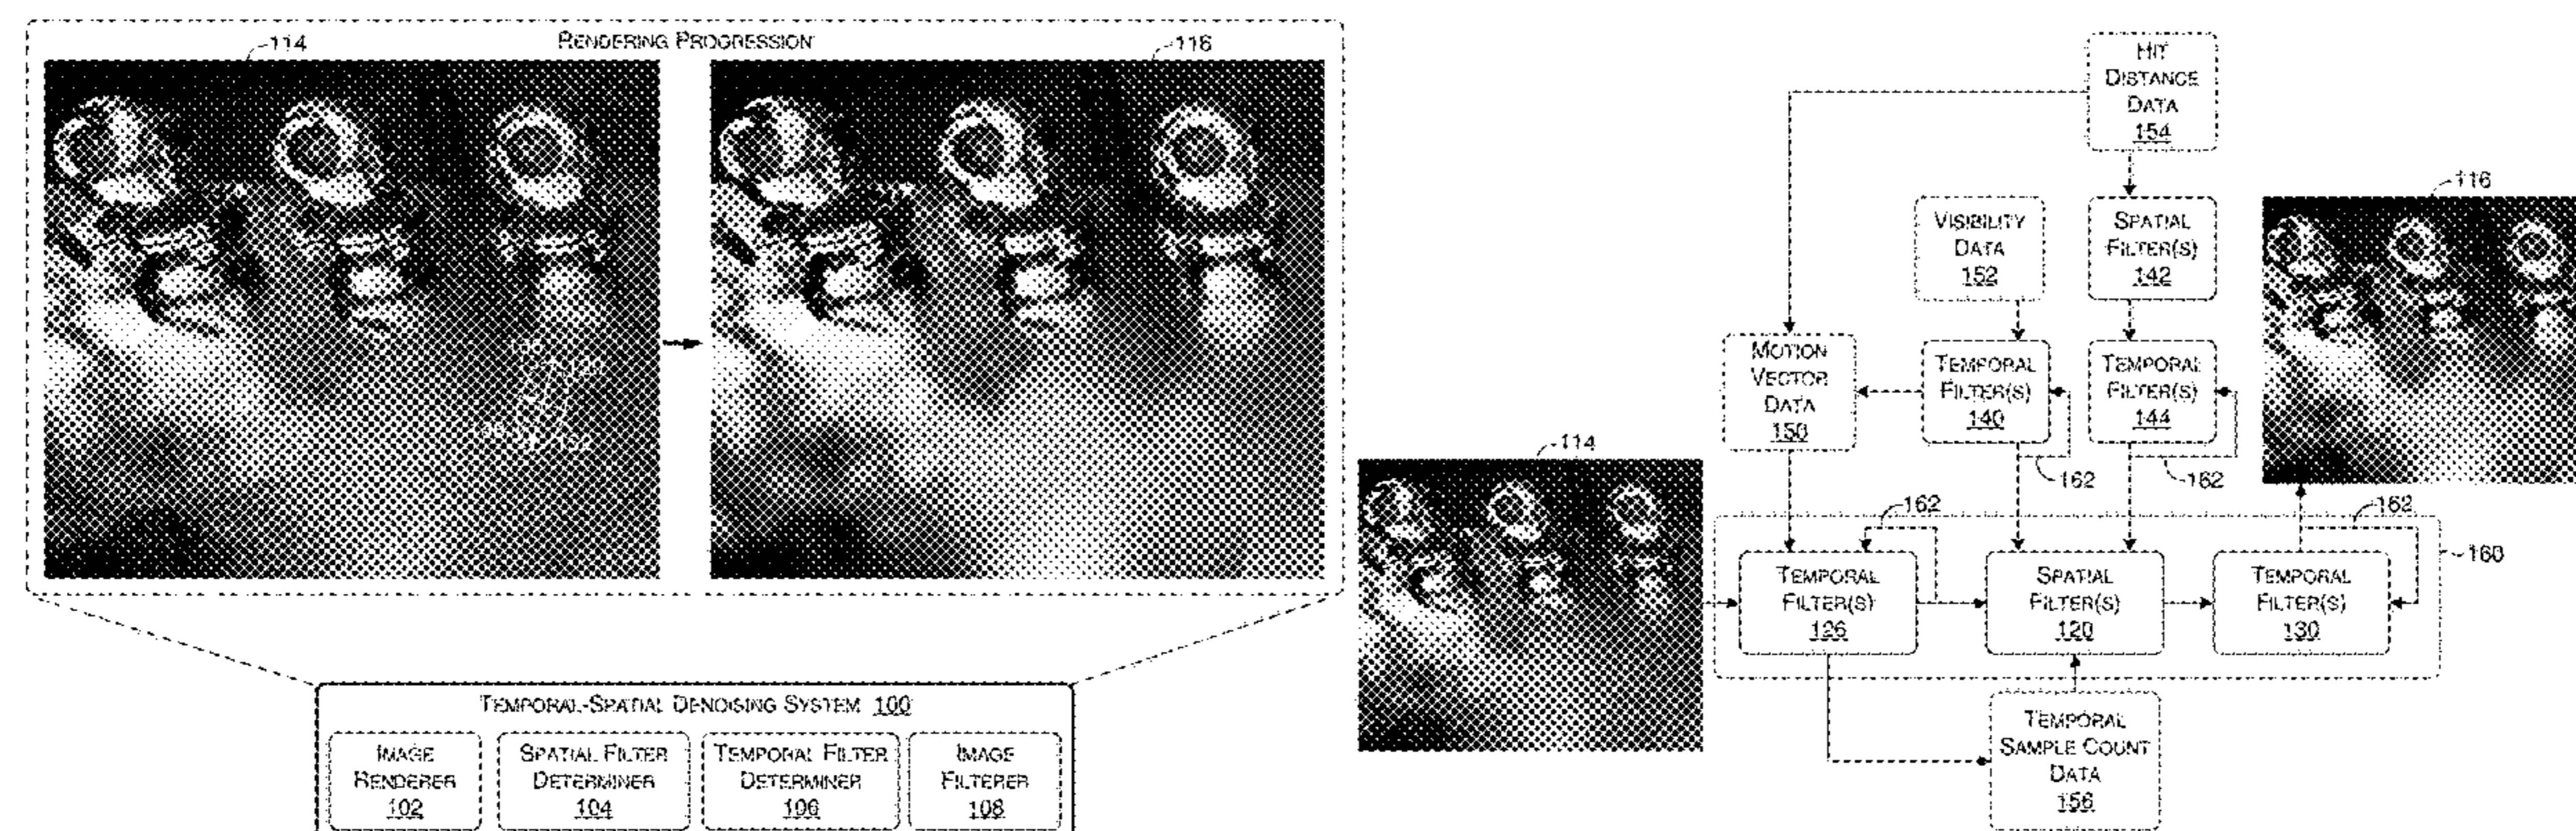 RENDERING PROGRESSION
114
116
TEMPORAL-SPATIAL DENOISING SYSTEM 100
IMAGE
RENDERER
102
SPATIAL FILTER
DETERMINER
104
TEMPORAL FILTER
DETERMINER
106
IMAGE
FILTERER
108
HIT
DISTANCE
DATA
154
VISIBILITY
DATA
152
SPATIAL
FILTER(S)
142
MOTION
VECTOR
DATA
150
TEMPORAL
FILTER(S)
140
TEMPORAL
FILTER(S)
144
162
162
116
114
162
162
160
TEMPORAL
FILTER(S)
126
SPATIAL
FILTER(S)
120
TEMPORAL
FILTER(S)
130
TEMPORAL
SAMPLE COUNT
DATA
156